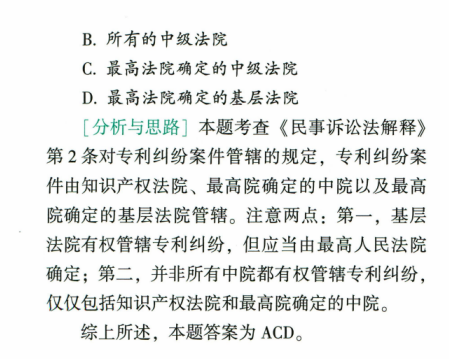 B. 所有的中级法院
C. 最高法院确定的中级法院
D. 最高法院确定的基层法院
［分析与思路］本题考查《民事诉讼法解释》
第2条对专利纠纷案件管辖的规定，专利纠纷案
件由知识产权法院、最高院确定的中院以及最高
院确定的基层法院管辖。注意两点：第一，基层
法院有权管辖专利纠纷，但应当由最高人民法院
确定；第二，并非所有中院都有权管辖专利纠纷，
仅仅包括知识产权法院和最高院确定的中院。
综上所述，本题答案为 ACD。